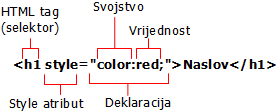 Svojstvo
HTML tag
(selektor)
Vrijednost
<h1 style="color:red;">Naslov</h1>
Style atribut
Deklaracija